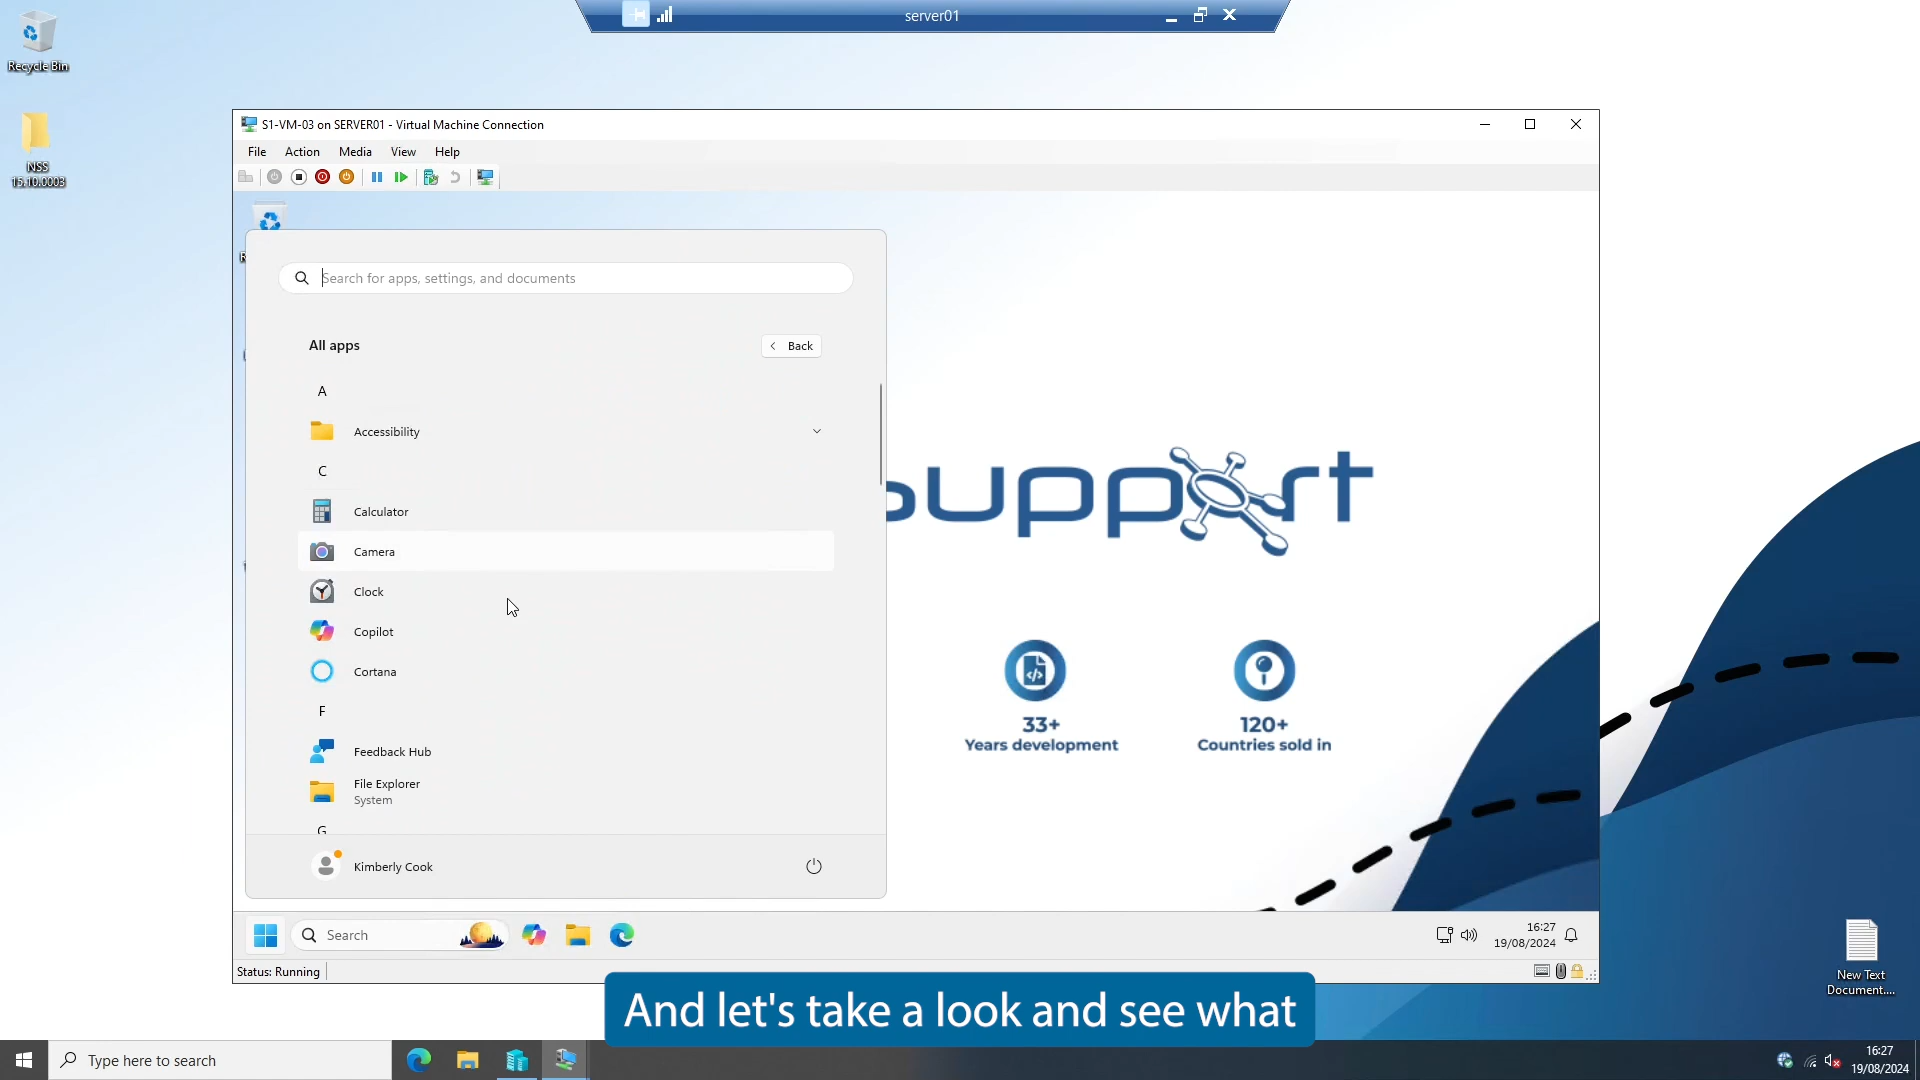 server01
Recycle Bin
NSS
15.10.0003
S1-VM-03 on SERVER01 - Virtual Machine Connection
File Action Media View Help
Search for apps, settings, and documents
All apps
Back
A
Accessibility
C
Calculator
Camera
Clock
Copilot
Cortana
F
Feedback Hub
File Explorer
System
G
Kimberly Cook
support
33+
Years development
120+
Countries sold in
Search
16:27
19/08/2024
Status: Running
New Text
Document....
And let's take a look and see what
Type here to search
16:27
19/08/2024